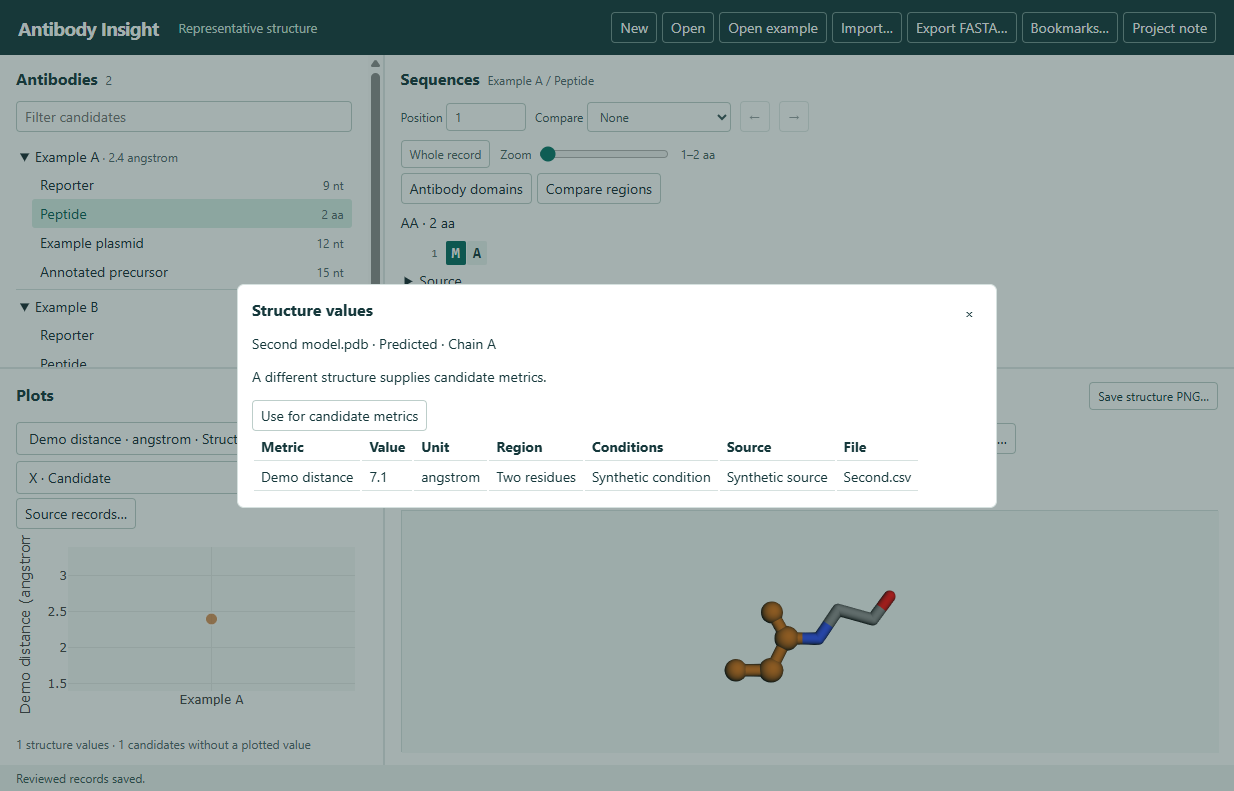 Antibody Insight Representative structure New Open Open example Import... Export FASTA... Bookmarks... Project note
Antibodies 2
Filter candidates
▼ Example A · 2.4 angstrom
Reporter 9 nt
Peptide 2 aa
Example plasmid 12 nt
Annotated precursor 15 nt
▼ Example B
Reporter
Peptide
Sequences Example A / Peptide
Position 1 Compare None ← →
Whole record Zoom 1–2 aa
Antibody domains Compare regions
AA · 2 aa
1 M A
► Source
Structure values ×
Second model.pdb · Predicted · Chain A
A different structure supplies candidate metrics.
Use for candidate metrics
Metric Value Unit Region Conditions Source File
Demo distance 7.1 angstrom Two residues Synthetic condition Synthetic source Second.csv
Plots
Demo distance · angstrom · Struct
X · Candidate
Source records...
Demo distance (angstrom
3
2.5
2
1.5
Example A
1 structure values · 1 candidates without a plotted value
Save structure PNG...
...
Reviewed records saved.